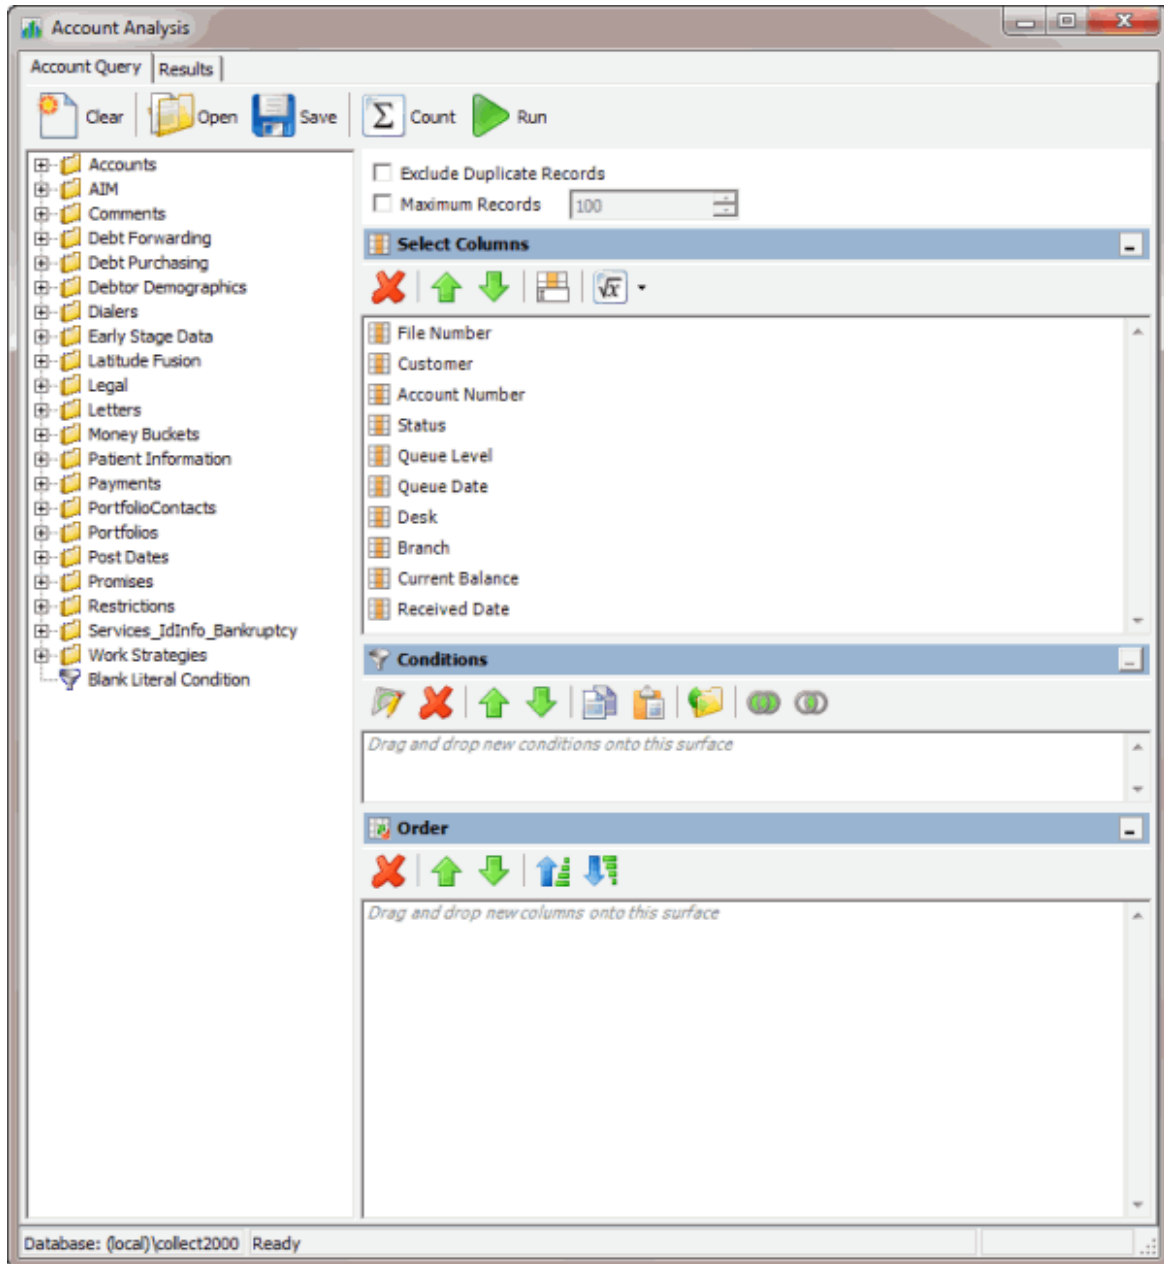 Account Analysis
Account Query
Results
Clear
Open
Save
Count
Run
Accounts
AIM
Comments
Debt Forwarding
Debt Purchasing
Debtor Demographics
Dialers
Early Stage Data
Latitude Fusion
Legal
Letters
Money Buckets
Patient Information
Payments
PortfolioContacts
Portfolios
Post Dates
Promises
Restrictions
Services_IdInfo_Bankruptcy
Work Strategies
Blank Literal Condition
Exclude Duplicate Records
Maximum Records 100
Select Columns
File Number
Customer
Account Number
Status
Queue Level
Queue Date
Desk
Branch
Current Balance
Received Date
Conditions
Drag and drop new conditions onto this surface
Order
Drag and drop new columns onto this surface
Database: (local)\collect2000 Ready